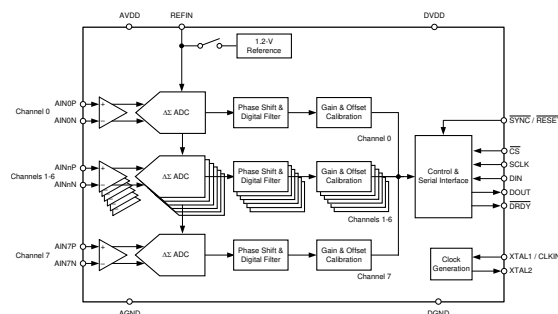 AVDD REFIN DVDD
1.2-V
Reference
AIN0P
Channel 0
AIN0N
+
−
ΔΣ ADC
Phase Shift &
Digital Filter
Gain & Offset
Calibration
Channel 0
SYNC / RESET
AINnP
Channels 1-6
AINnN
+
−
ΔΣ ADC
Phase Shift &
Digital Filter
Gain & Offset
Calibration
Channels 1-6
Control &
Serial Interface
CS
SCLK
DIN
DOUT
DRDY
AIN7P
Channel 7
AIN7N
+
−
ΔΣ ADC
Phase Shift &
Digital Filter
Gain & Offset
Calibration
Channel 7
Clock
Generation
XTAL1 / CLKIN
XTAL2
AGND DGND